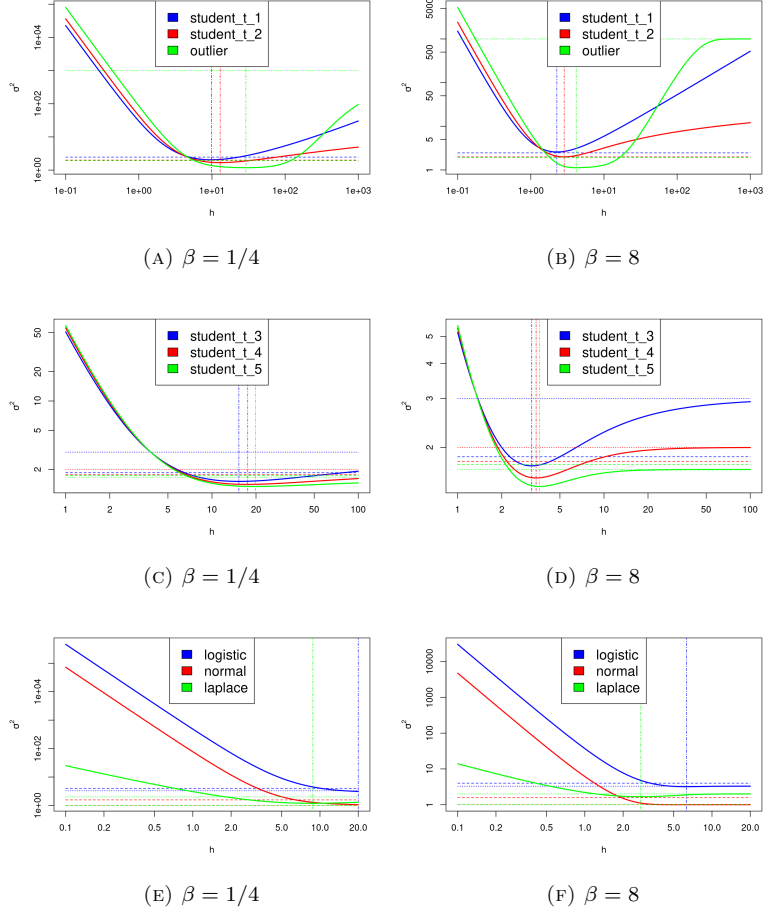 student_t_1
student_t_2
outlier
1e+04
1e+02
1e+00
σ²
1e-01 1e+00 1e+01 1e+02 1e+03
h
(A) β = 1/4
student_t_1
student_t_2
outlier
5000
500
50
5
1
σ²
1e-01 1e+00 1e+01 1e+02 1e+03
h
(B) β = 8
student_t_3
student_t_4
student_t_5
50
20
10
5
2
σ²
1 2 5 10 20 50 100
h
(C) β = 1/4
student_t_3
student_t_4
student_t_5
5
4
3
2
σ²
1 2 5 10 20 50 100
h
(D) β = 8
logistic
normal
laplace
1e+04
1e+02
1e+00
σ²
0.1 0.2 0.5 1.0 2.0 5.0 10.0 20.0
h
(E) β = 1/4
logistic
normal
laplace
10000
1000
100
10
1
σ²
0.1 0.2 0.5 1.0 2.0 5.0 10.0 20.0
h
(F) β = 8